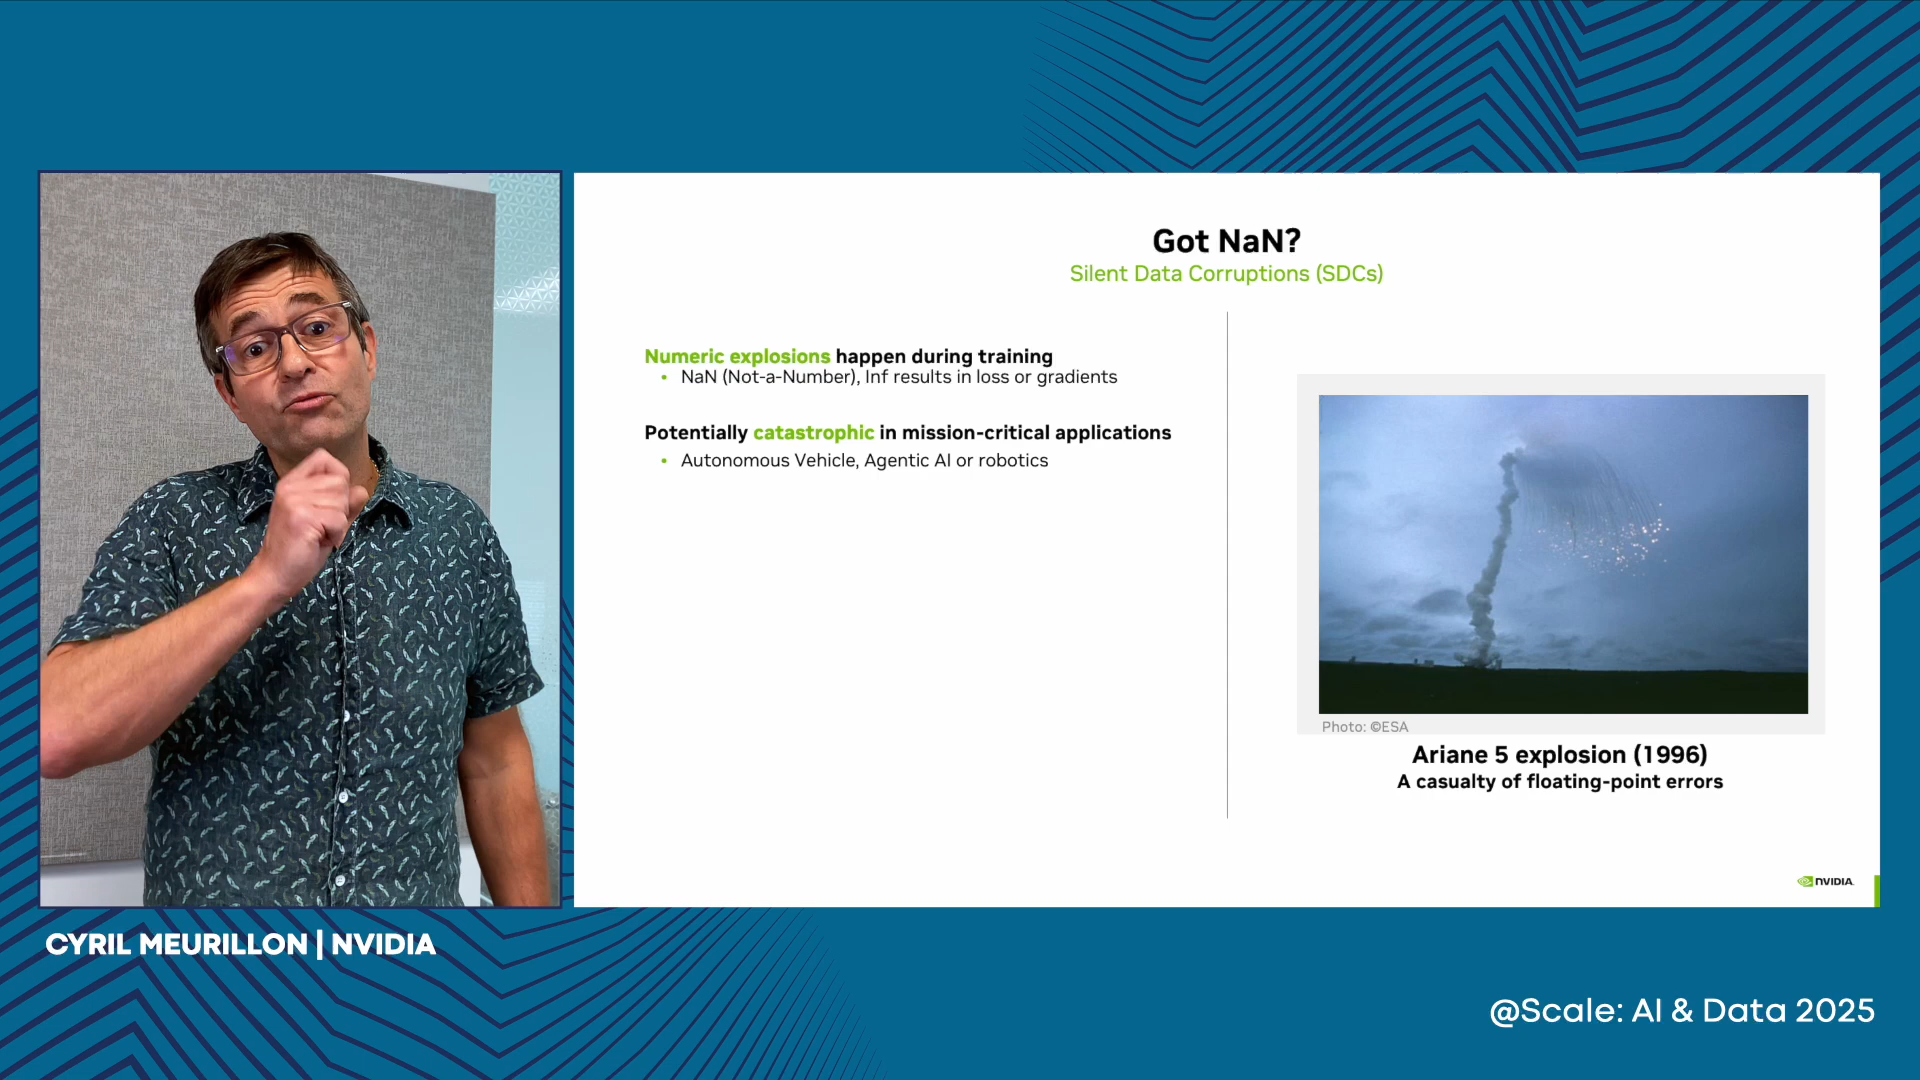 Got NaN?
Silent Data Corruptions (SDCs)
Numeric explosions happen during training
• NaN (Not-a-Number), Inf results in loss or gradients
Potentially catastrophic in mission-critical applications
• Autonomous Vehicle, Agentic AI or robotics
Photo: ©ESA
Ariane 5 explosion (1996)
A casualty of floating-point errors
NVIDIA
CYRIL MEURILLON | NVIDIA
@Scale: AI & Data 2025